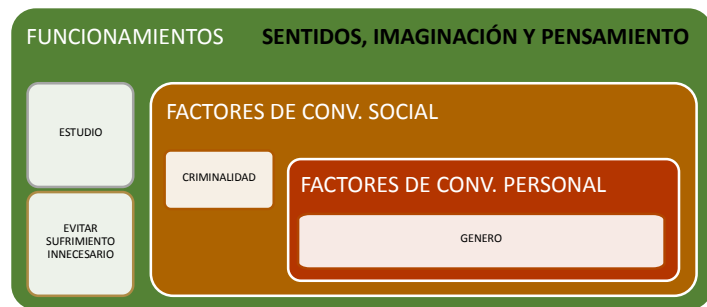 FUNCIONAMIENTOS SENTIDOS, IMAGINACIÓN Y PENSAMIENTO
ESTUDIO
EVITAR
SUFRIMIENTO
INNECESARIO
FACTORES DE CONV. SOCIAL
CRIMINALIDAD
FACTORES DE CONV. PERSONAL
GENERO